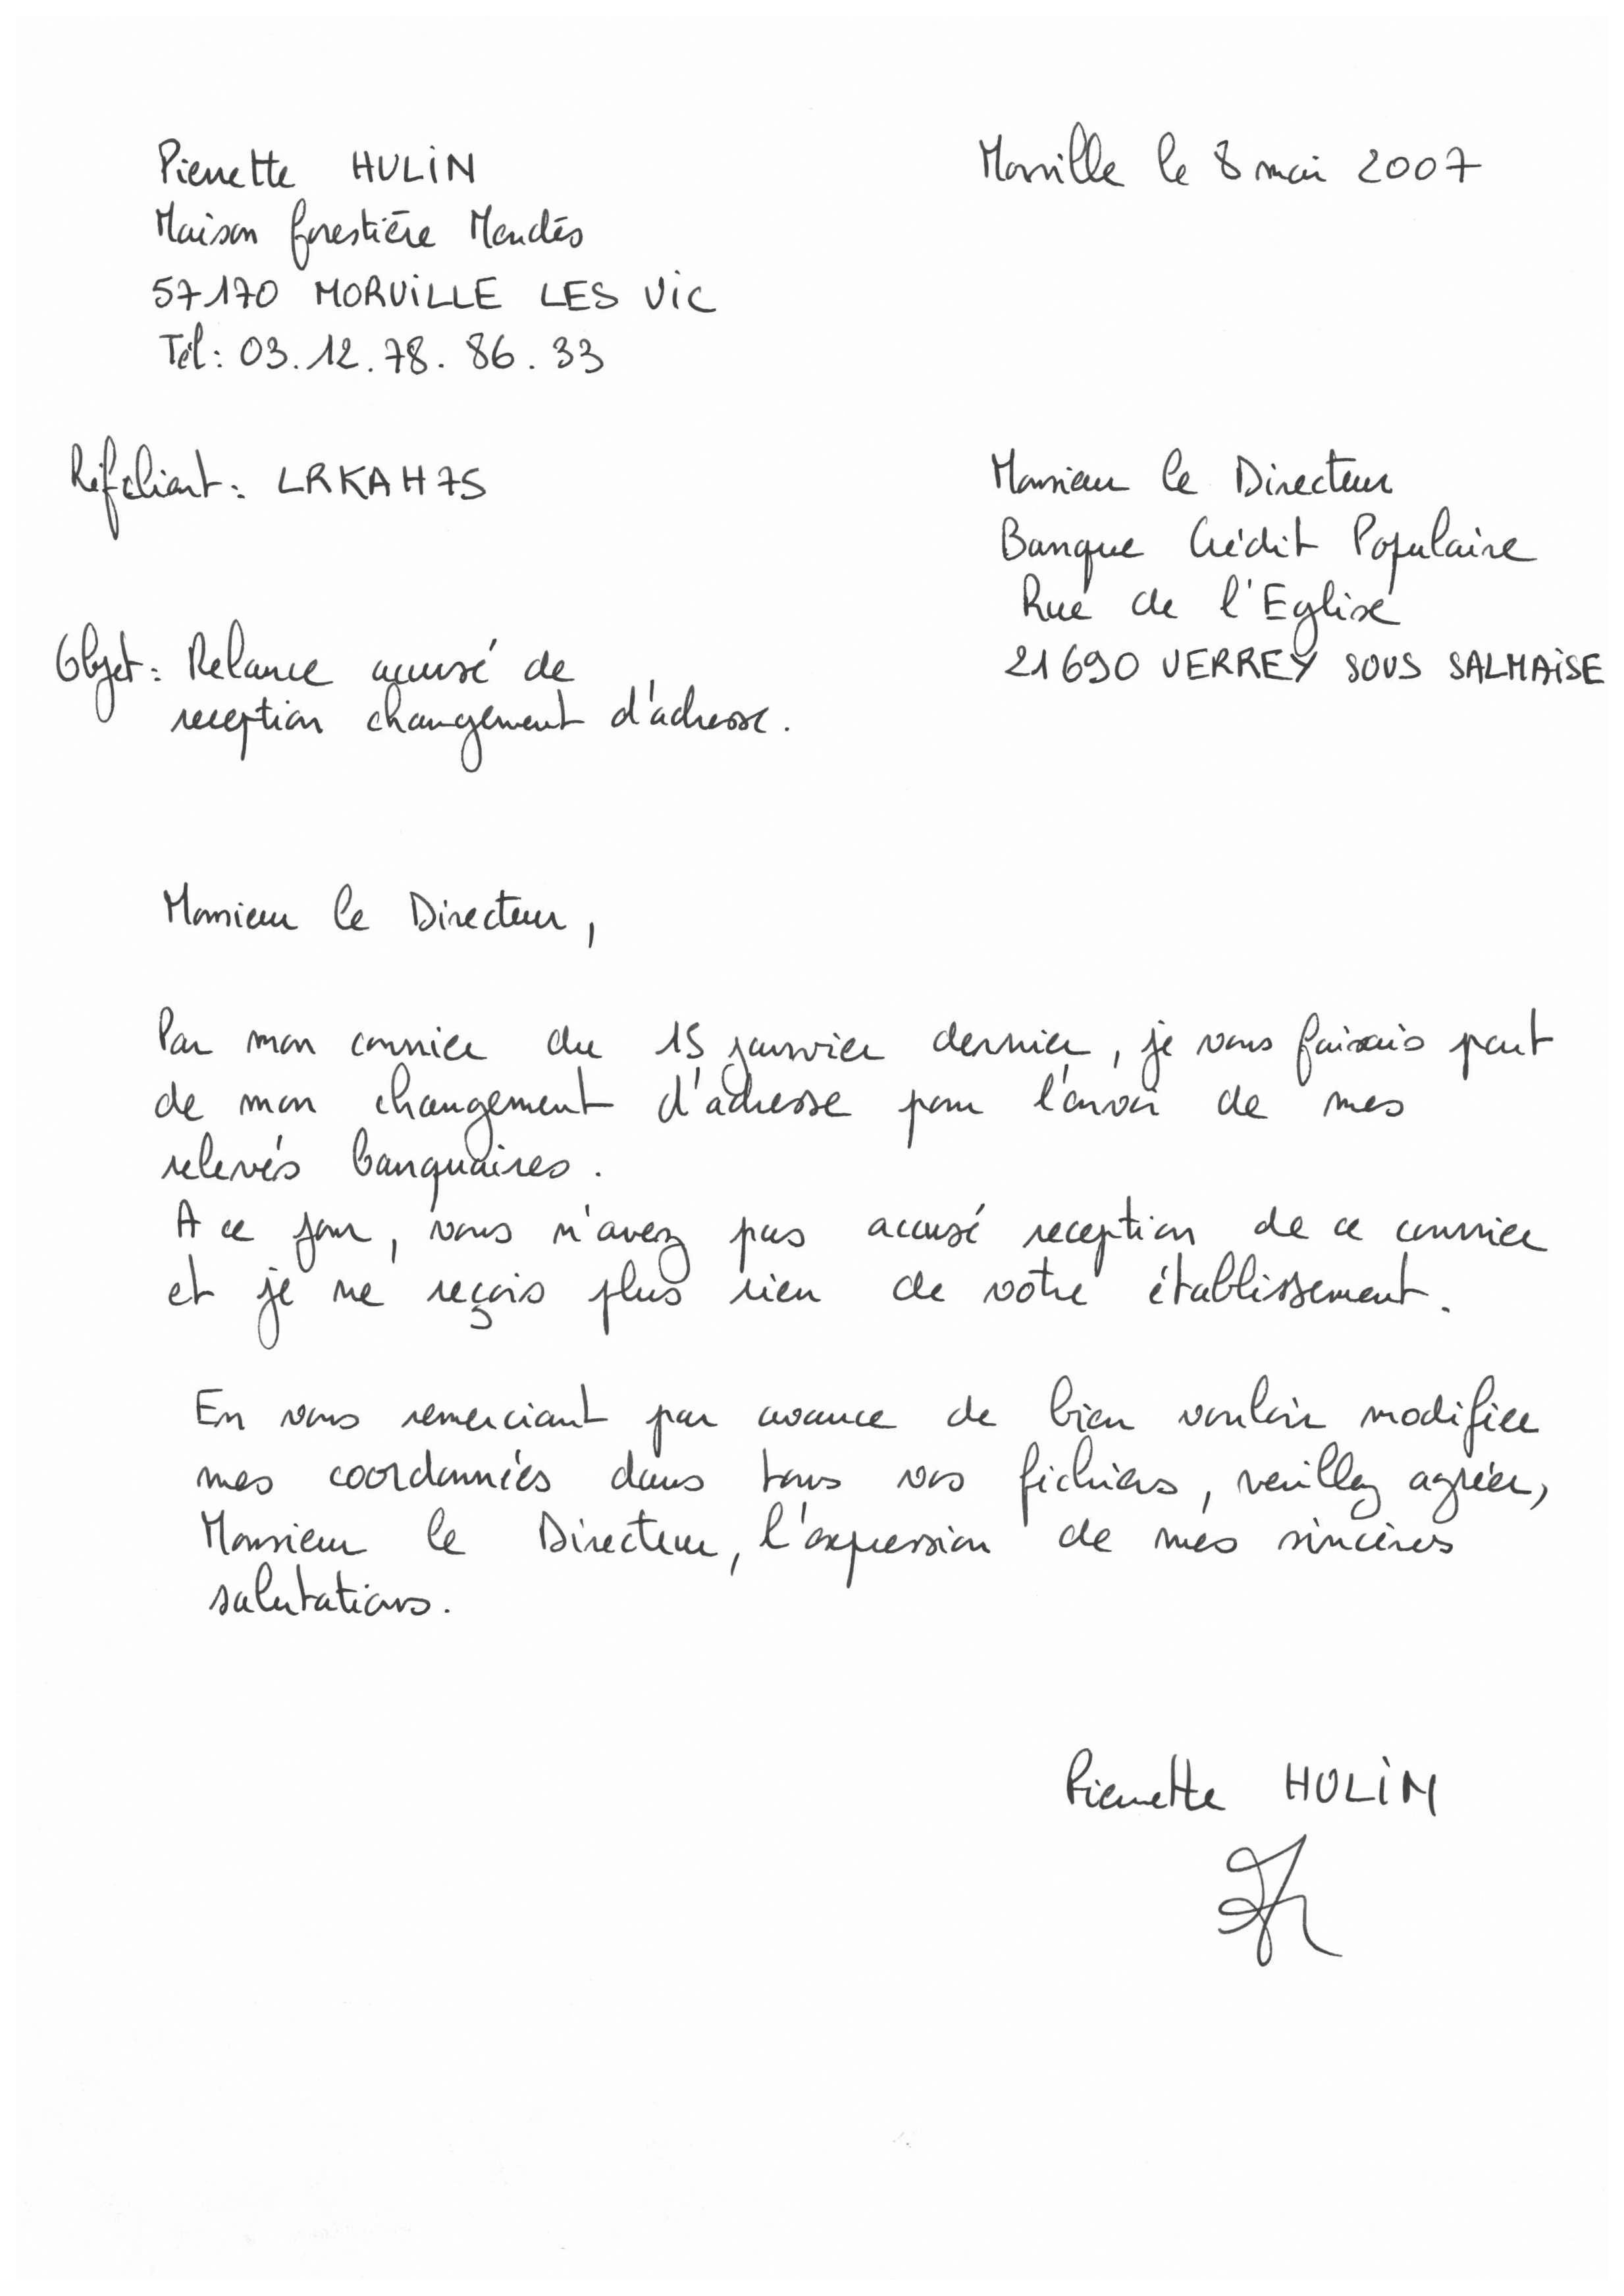 Pierrette HULIN
Morville le 8 mai 2007
Maison forestière Mendès
57170 MORVILLE LES VIC
Tél : 03.12.78.86.33
Réf client : LRKAH75
Monsieur le Directeur
Banque Crédit Populaire
Rue de l'Eglise
21690 VERREY SOUS SALMAISE
Objet : Relance accusé de
reception changement d'adresse.
Monsieur le Directeur,
Par mon courrier du 15 janvier dernier, je vous faisais part
de mon changement d'adresse pour l'envoi de mes
relevés banquaires.
A ce jour, vous n'avez pas accusé reception de ce courrier
et je ne reçois plus rien de votre établissement.
En vous remerciant par avance de bien vouloir modifier
mes coordonnées dans tous vos fichiers, veuillez agréer,
Monsieur le Directeur, l'expression de mes sincères
salutations.
Pierrette HULIN